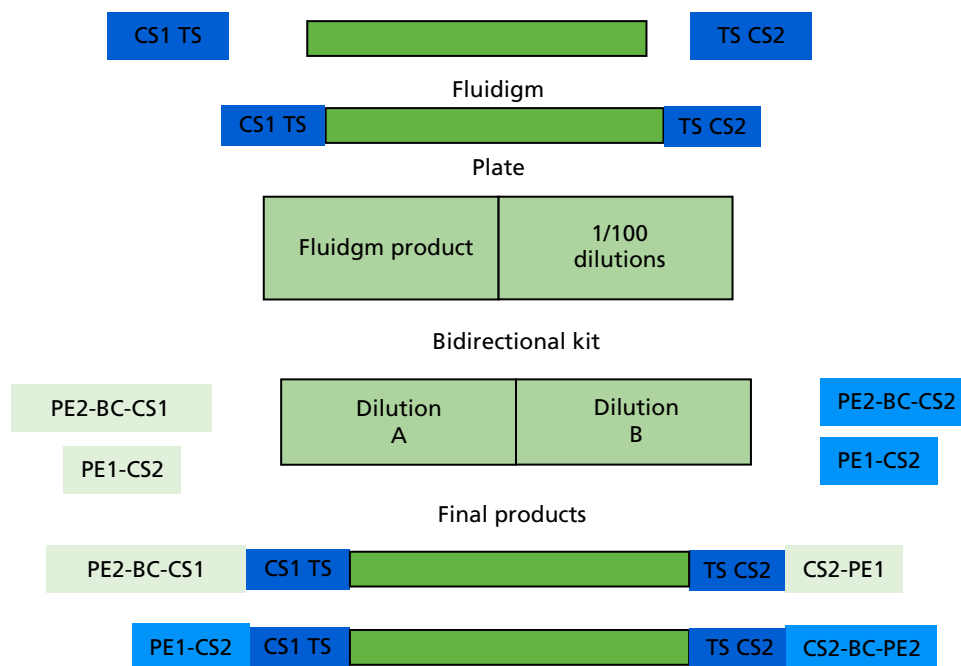 CS1 TS
TS CS2
Fluidigm
CS1 TS
TS CS2
Plate
Fluidgm product
1/100
dilutions
Bidirectional kit
PE2-BC-CS1
PE1-CS2
Dilution
A
Dilution
B
PE2-BC-CS2
PE1-CS2
Final products
PE2-BC-CS1
CS1 TS
TS CS2
CS2-PE1
PE1-CS2
CS1 TS
TS CS2
CS2-BC-PE2